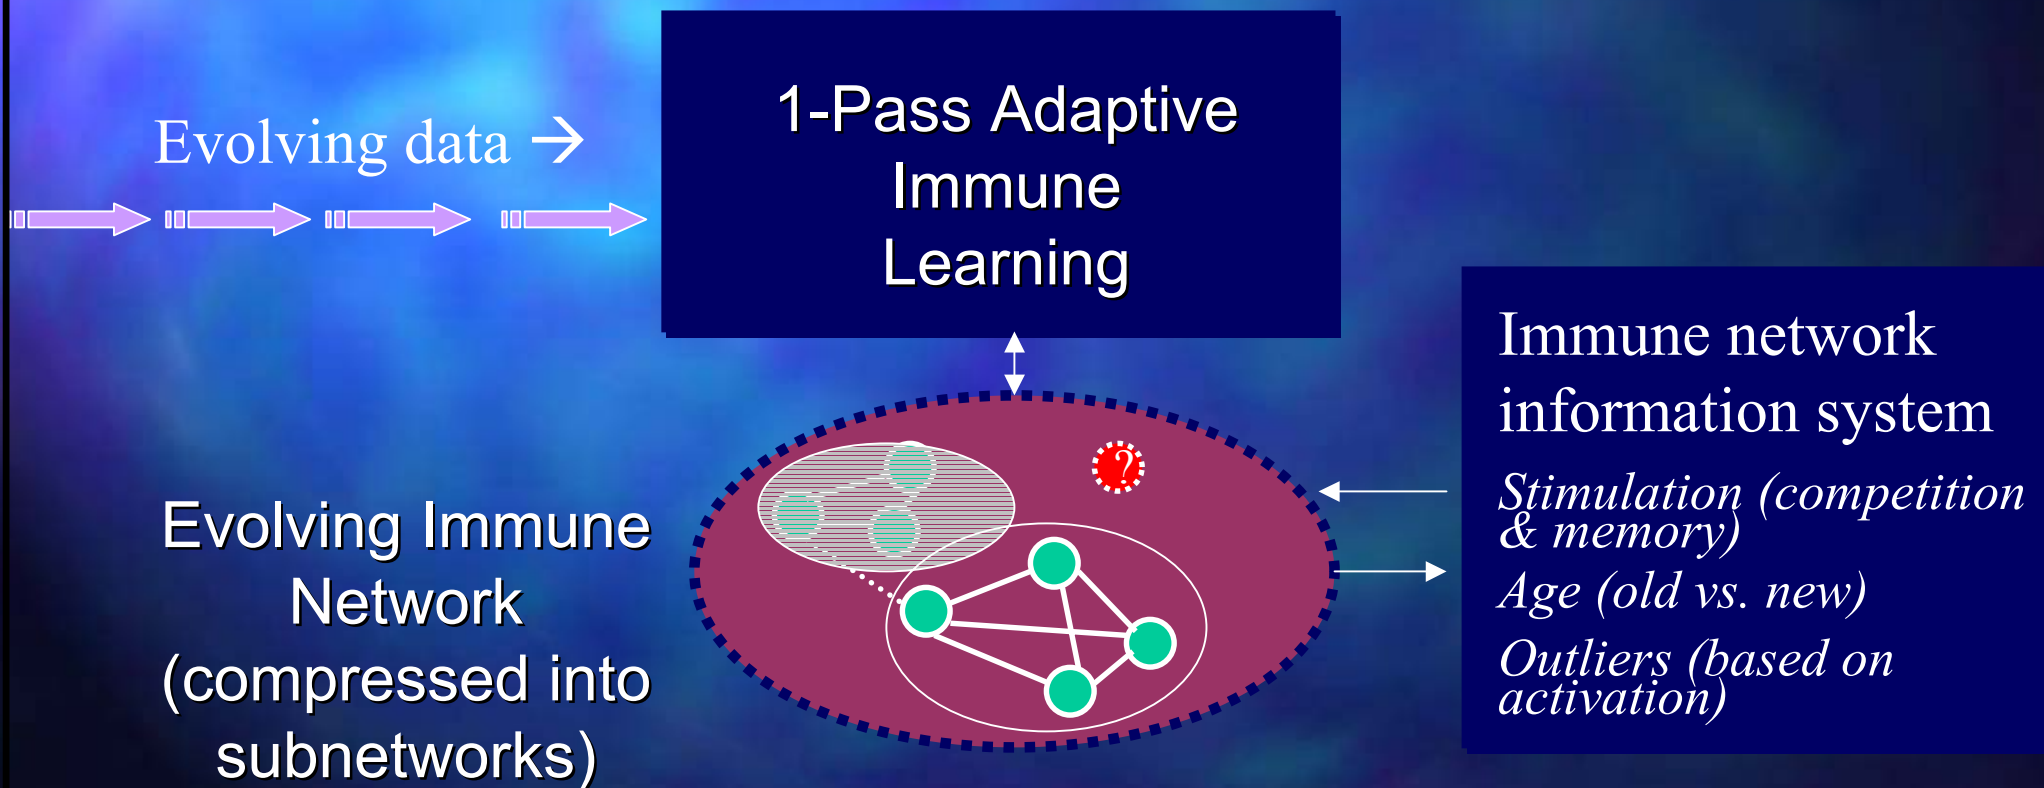 Evolving data →
1-Pass Adaptive
Immune
Learning
Evolving Immune
Network
(compressed into
subnetworks)
?
Immune network
information system
Stimulation (competition
& memory)
Age (old vs. new)
Outliers (based on
activation)